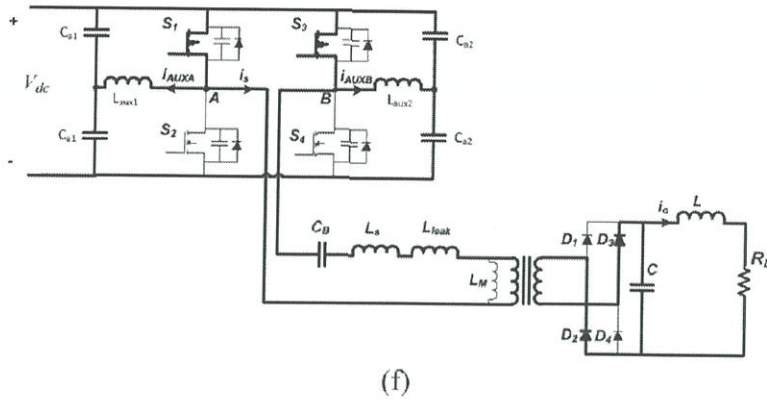 +
S1
S3
Ca1
Ca2
iAUXA
is
iAUXB
Vdc
Laux1
A
B
Laux2
Ca1
S2
S4
Ca2
-
CB
Ls
Lleak
io
L
D1
D3
LM
C
D2
D4
(f)